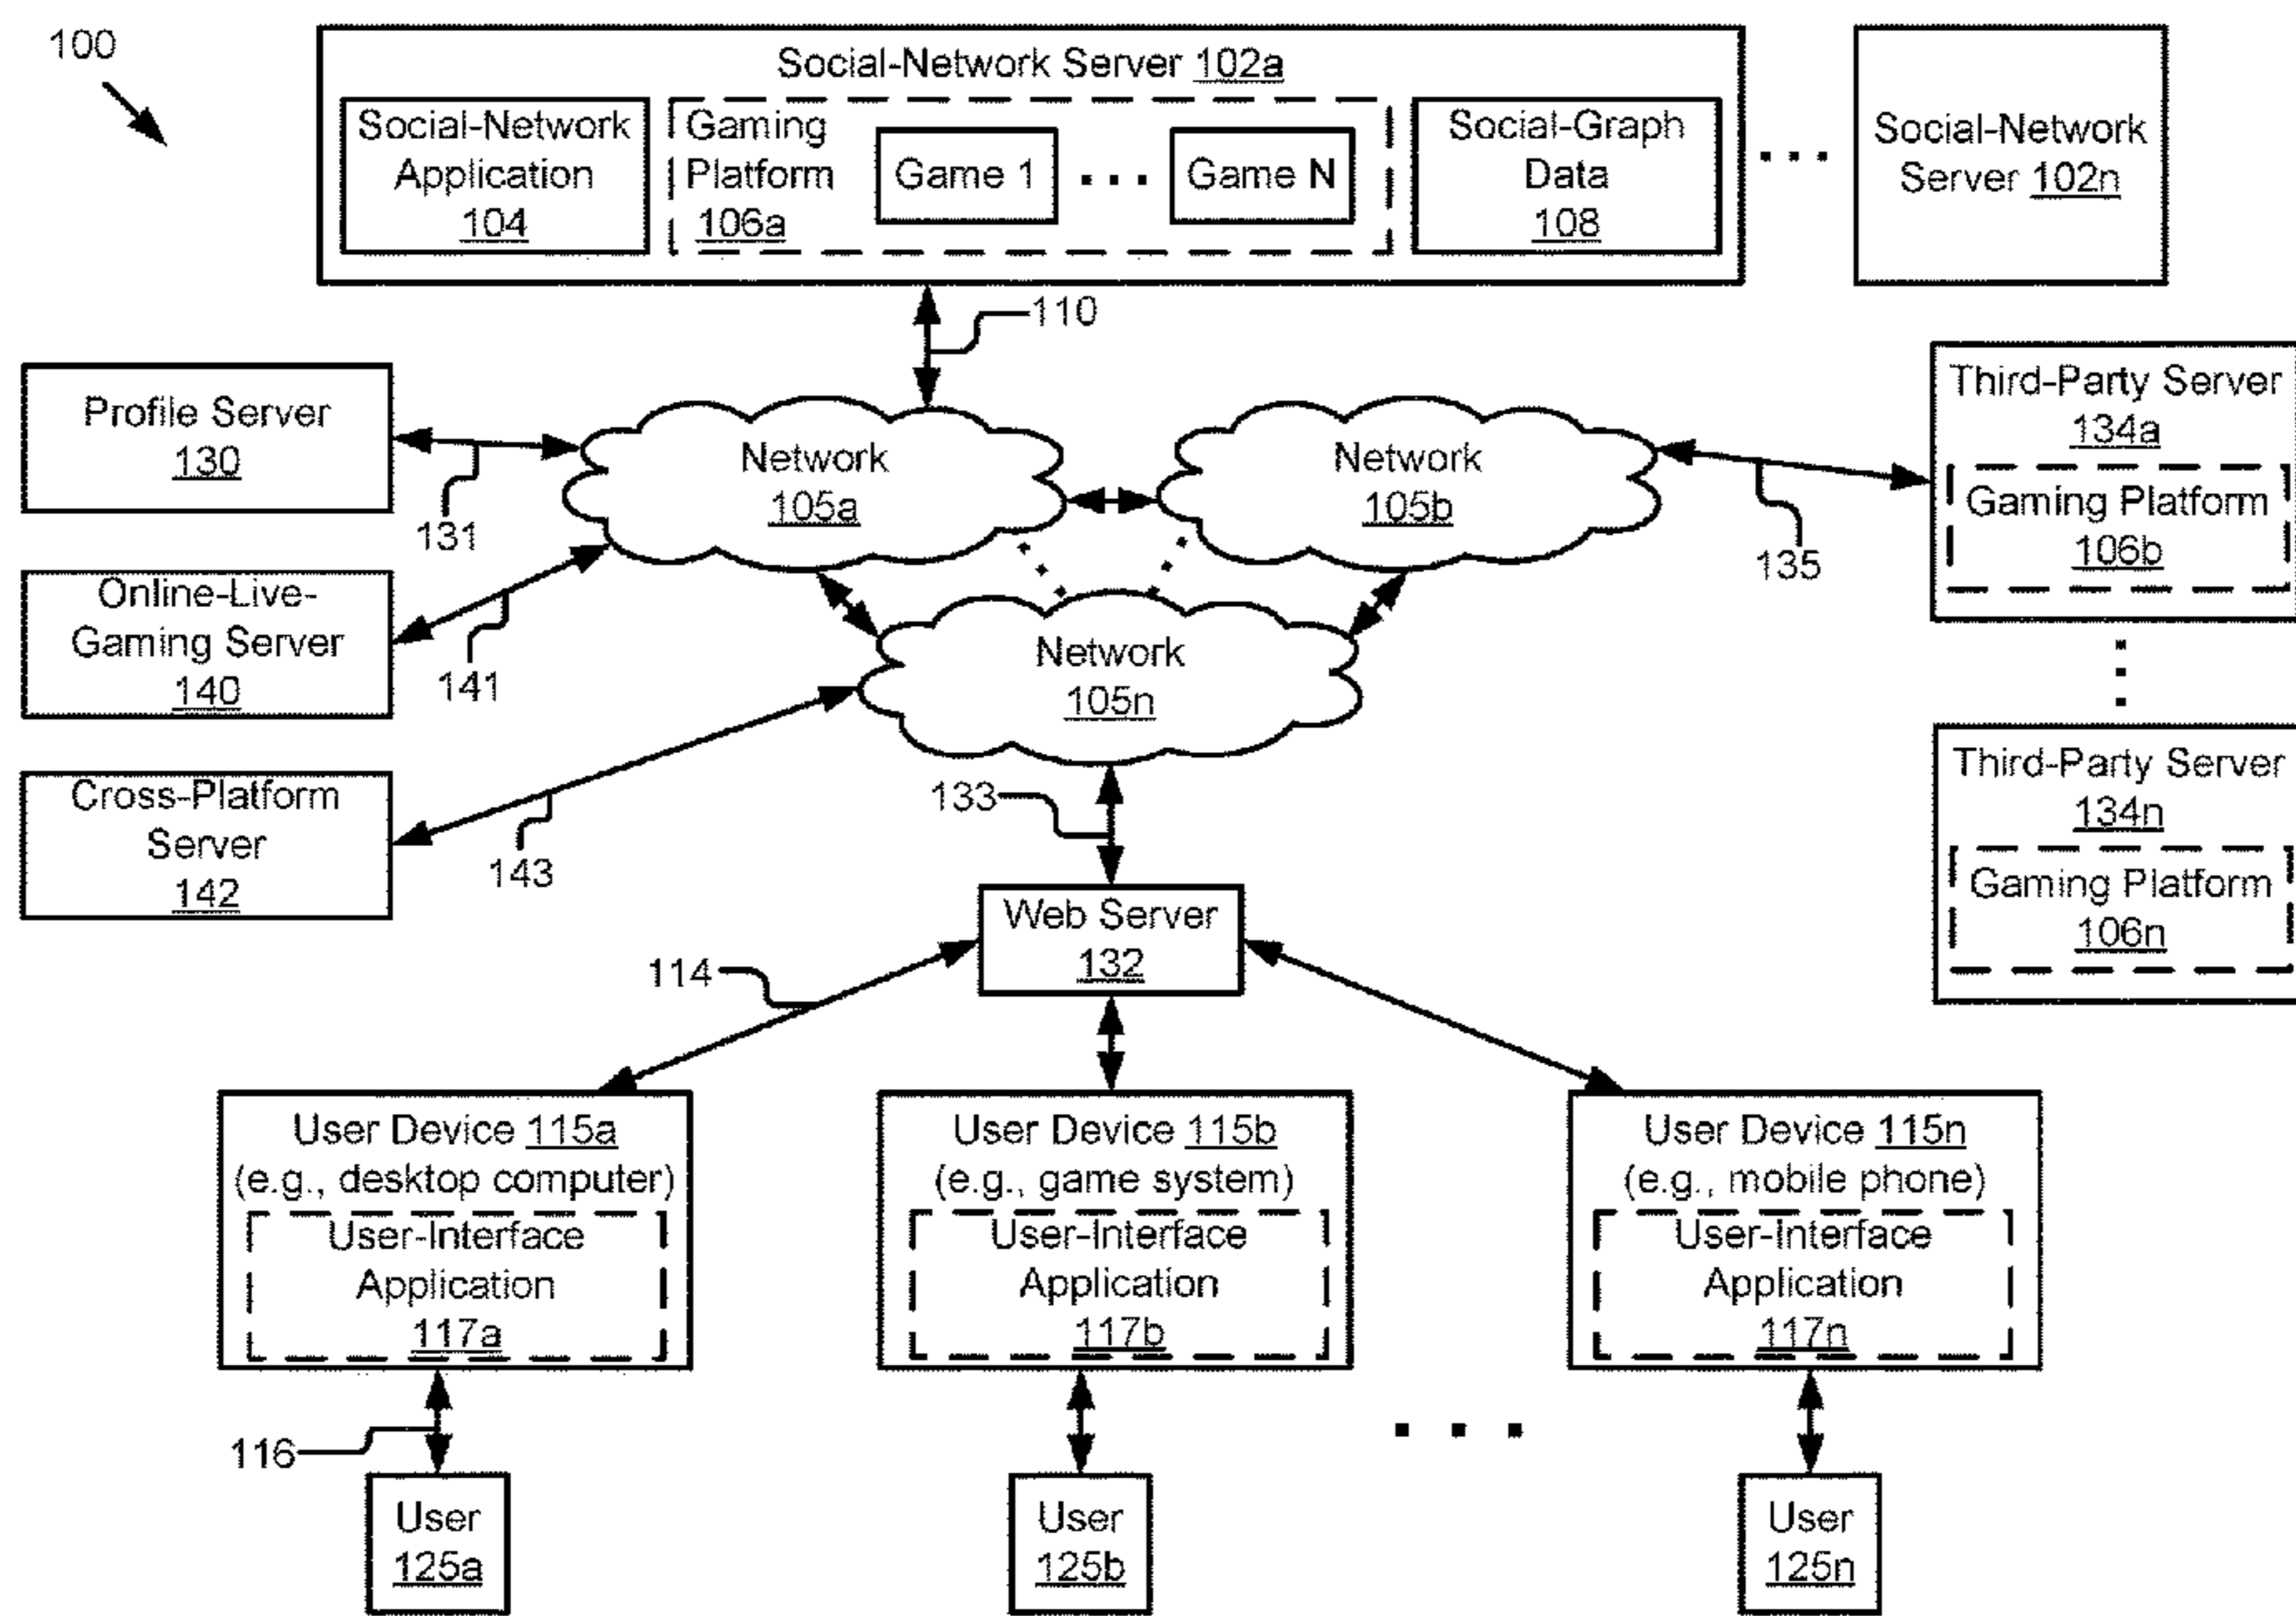 100
Social-Network Server 102a
Social-Network
Application
104
Gaming
Platform
106a
Game 1
...
Game N
Social-Graph
Data
108
...
Social-Network
Server 102n
110
Profile Server
130
131
Network
105a
Network
105b
135
Third-Party Server
134a
Gaming Platform
106b
Online-Live-
Gaming Server
140
141
Network
105n
Third-Party Server
134n
Gaming Platform
106n
Cross-Platform
Server
142
143
133
Web Server
132
114
User Device 115a
(e.g., desktop computer)
User-Interface
Application
117a
User Device 115b
(e.g., game system)
User-Interface
Application
117b
User Device 115n
(e.g., mobile phone)
User-Interface
Application
117n
116
...
User
125a
User
125b
User
125n